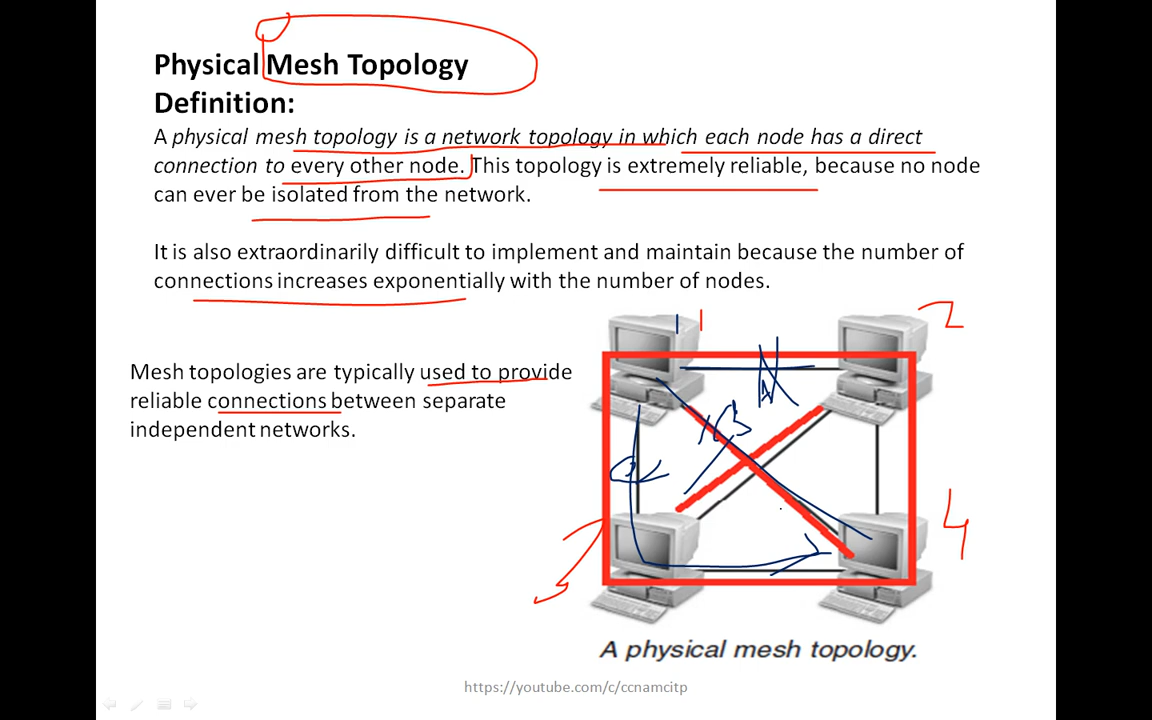 Physical Mesh Topology
Definition:
A physical mesh topology is a network topology in which each node has a direct
connection to every other node. This topology is extremely reliable, because no node
can ever be isolated from the network.
It is also extraordinarily difficult to implement and maintain because the number of
connections increases exponentially with the number of nodes.
Mesh topologies are typically used to provide
reliable connections between separate
independent networks.
1
2
4
A physical mesh topology.
https://youtube.com/c/ccnamcitp